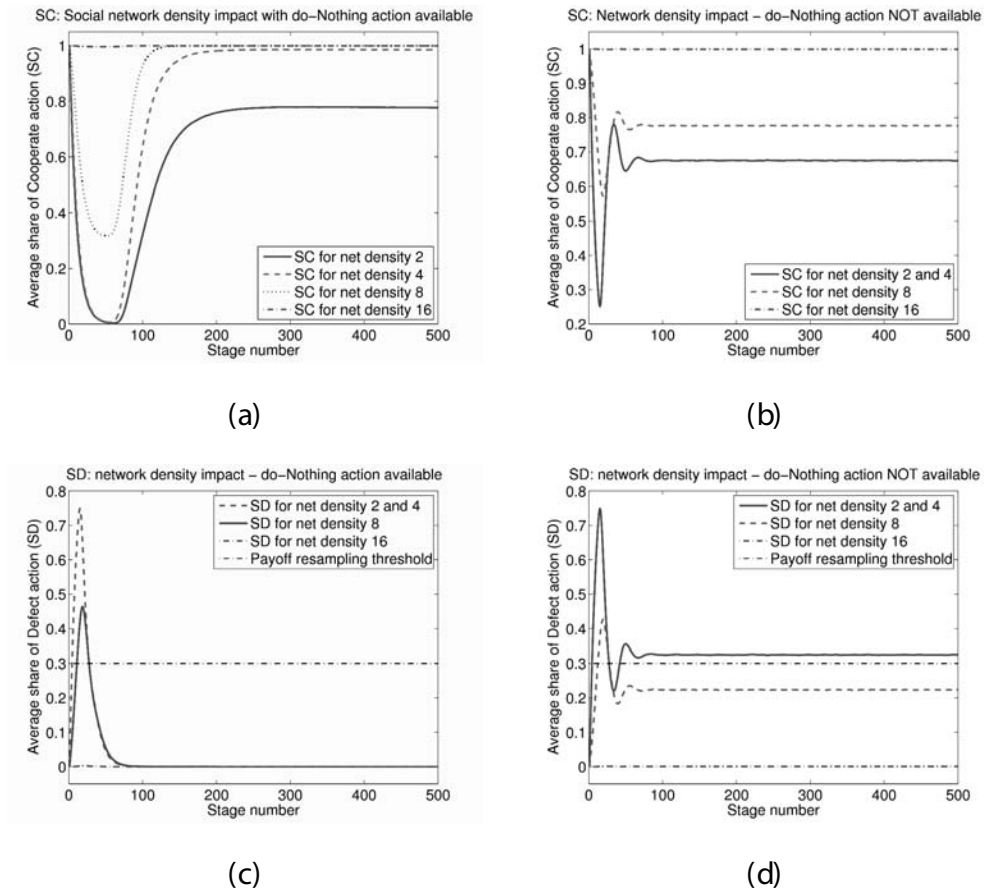 SC: Social network density impact with do−Nothing action available
Average share of Cooperate action (SC)
1
0.8
0.6
0.4
0.2
0
SC for net density 2
SC for net density 4
SC for net density 8
SC for net density 16
0 100 200 300 400 500
Stage number
(a)
SC: Network density impact − do−Nothing action NOT available
Average share of Cooperate action (SC)
1
0.9
0.8
0.7
0.6
0.5
0.4
0.3
0.2
SC for net density 2 and 4
SC for net density 8
SC for net density 16
0 100 200 300 400 500
Stage number
(b)
SD: network density impact − do−Nothing action available
Average share of Defect action (SD)
0.8
0.7
0.6
0.5
0.4
0.3
0.2
0.1
0
SD for net density 2 and 4
SD for net density 8
SD for net density 16
Payoff resampling threshold
0 100 200 300 400 500
Stage number
(c)
SD: network density impact − do−Nothing action NOT available
Average share of Defect action (SD)
0.8
0.7
0.6
0.5
0.4
0.3
0.2
0.1
0
SD for net density 2 and 4
SD for net density 8
SD for net density 16
Payoff resampling threshold
0 100 200 300 400 500
Stage number
(d)